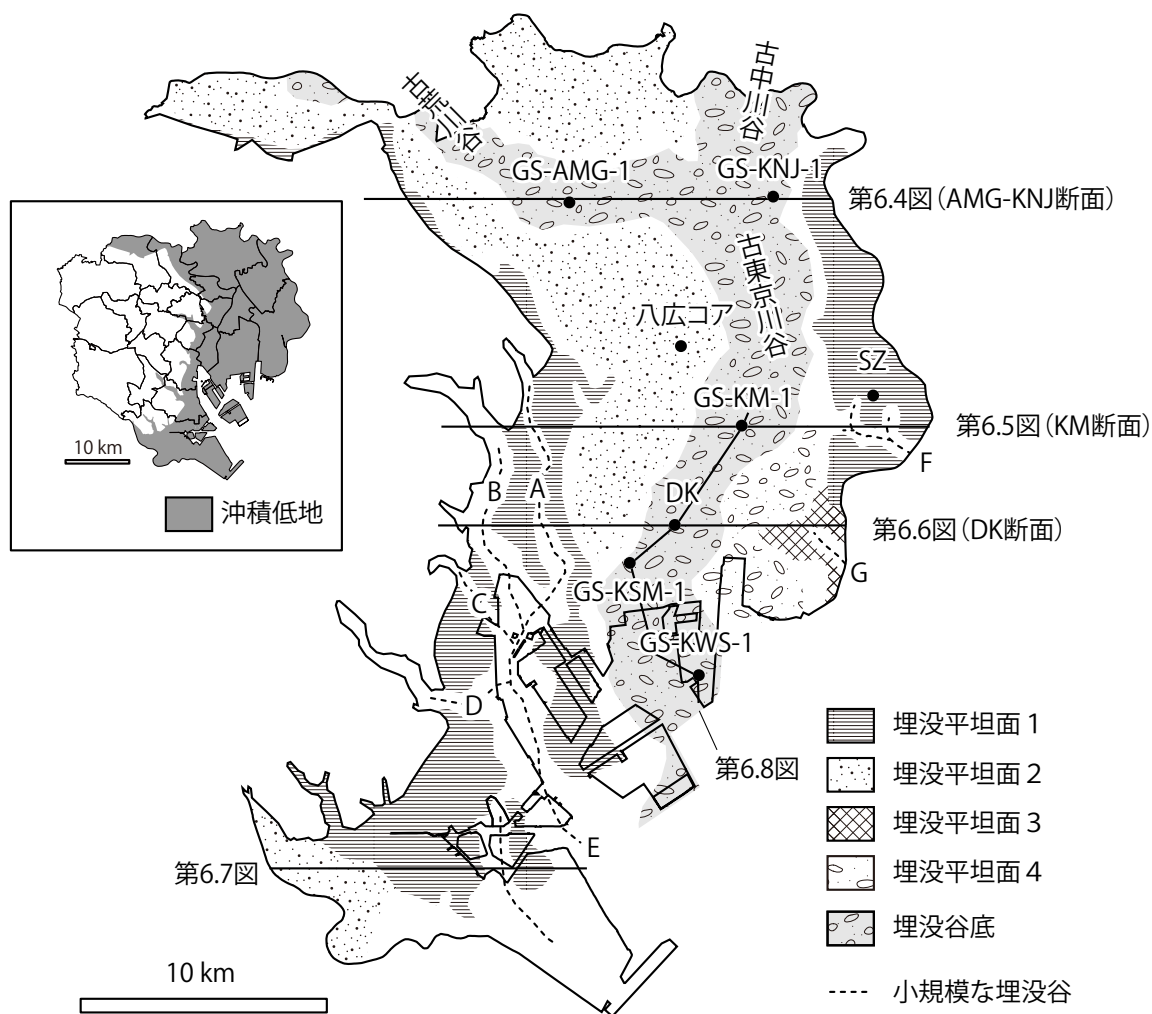 古荒川谷
古中川谷
GS-AMG-1
GS-KNJ-1
第6.4図（AMG-KNJ断面）
古東京川谷
八広コア
SZ
GS-KM-1
第6.5図（KM断面）
F
B
A
DK
第6.6図（DK断面）
G
GS-KSM-1
C
GS-KWS-1
D
第6.8図
E
第6.7図
10 km
10 km
沖積低地
埋没平坦面１
埋没平坦面２
埋没平坦面３
埋没平坦面４
埋没谷底
小規模な埋没谷